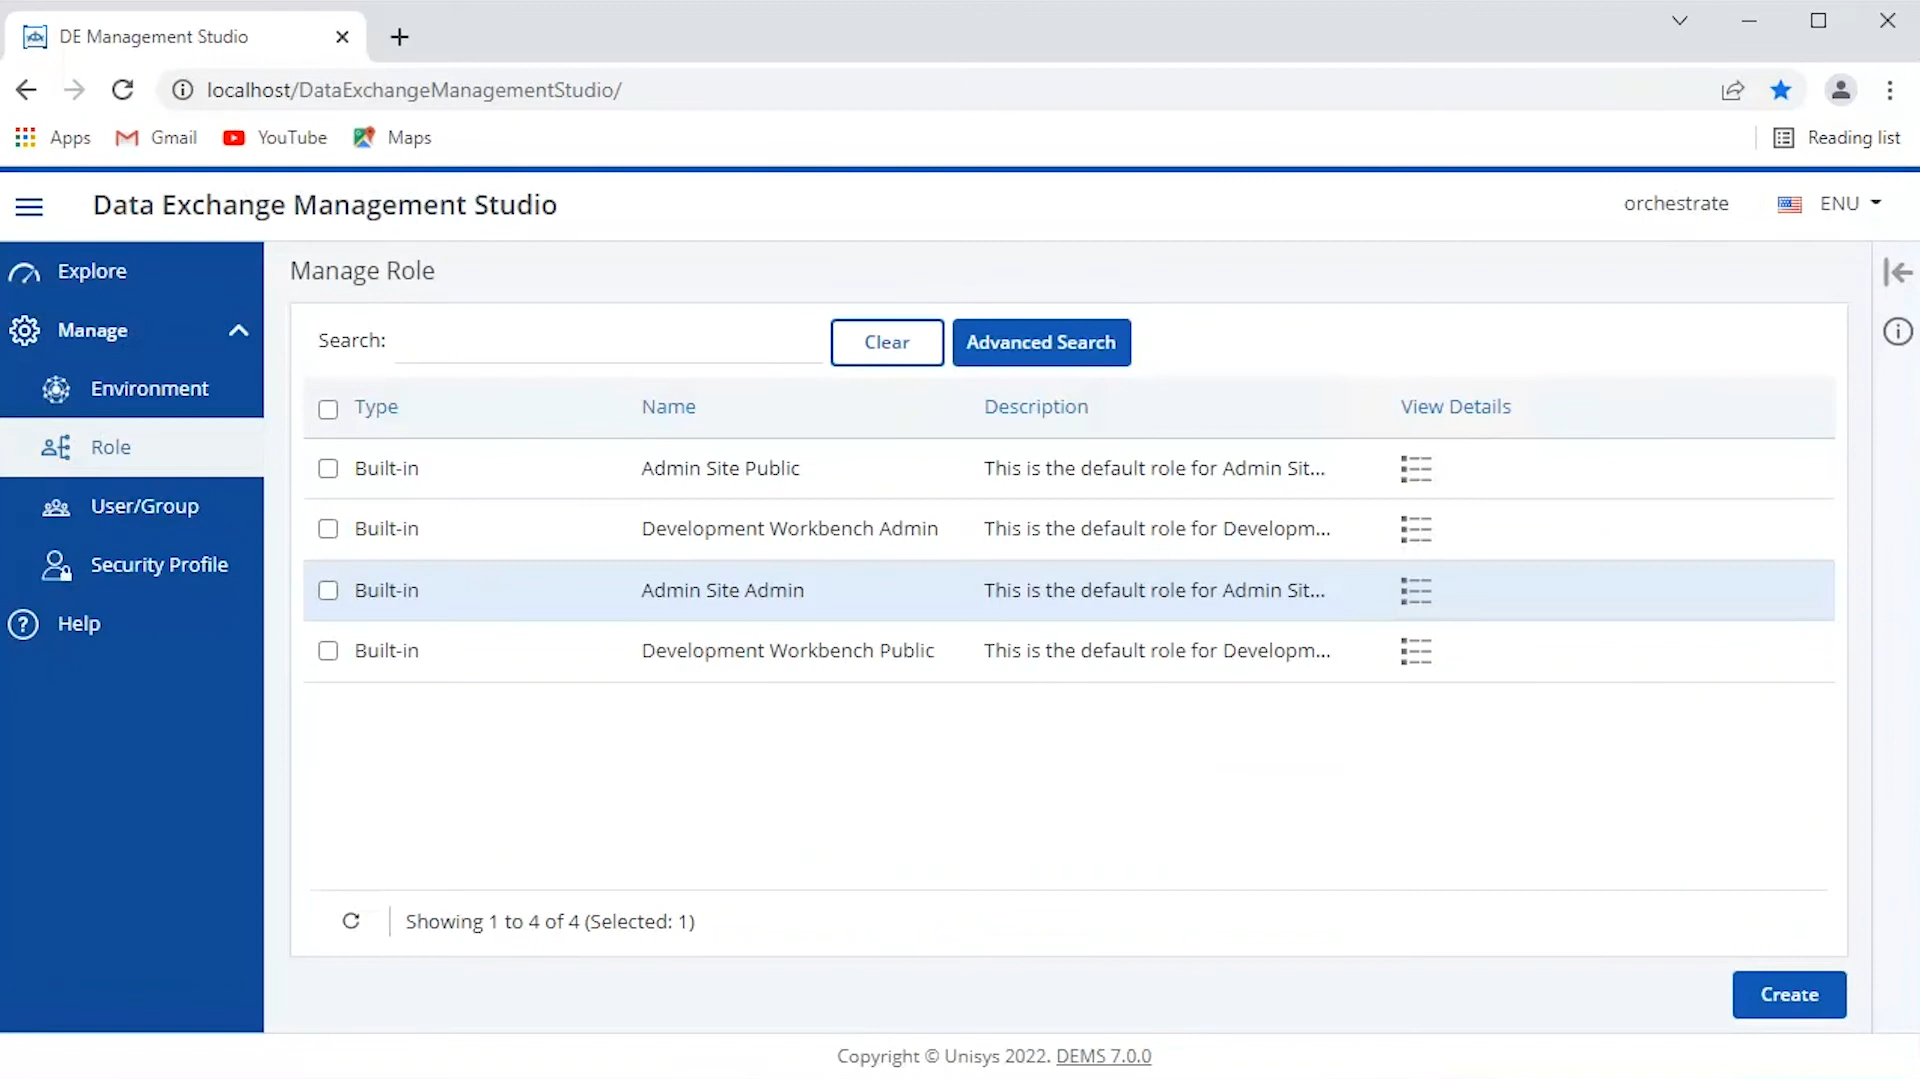 DE Management Studio
localhost/DataExchangeManagementStudio/
Apps Gmail YouTube Maps Reading list
Data Exchange Management Studio orchestrate ENU
Explore
Manage
Environment
Role
User/Group
Security Profile
Help
Manage Role
Search: Clear Advanced Search
Type Name Description View Details
Built-in Admin Site Public This is the default role for Admin Sit...
Built-in Development Workbench Admin This is the default role for Developm...
Built-in Admin Site Admin This is the default role for Admin Sit...
Built-in Development Workbench Public This is the default role for Developm...
Showing 1 to 4 of 4 (Selected: 1)
Create
Copyright © Unisys 2022. DEMS 7.0.0